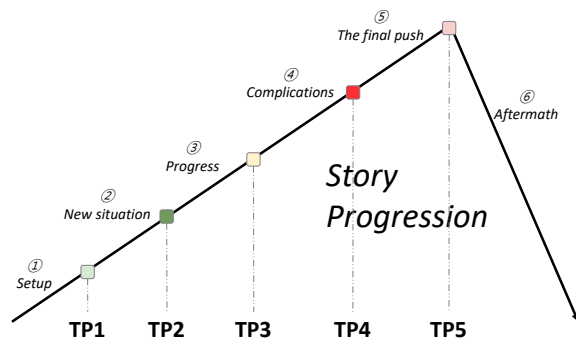 ⑤
The final push
④
Complications
⑥
Aftermath
③
Progress
Story
Progression
②
New situation
①
Setup
TP1 TP2 TP3 TP4 TP5